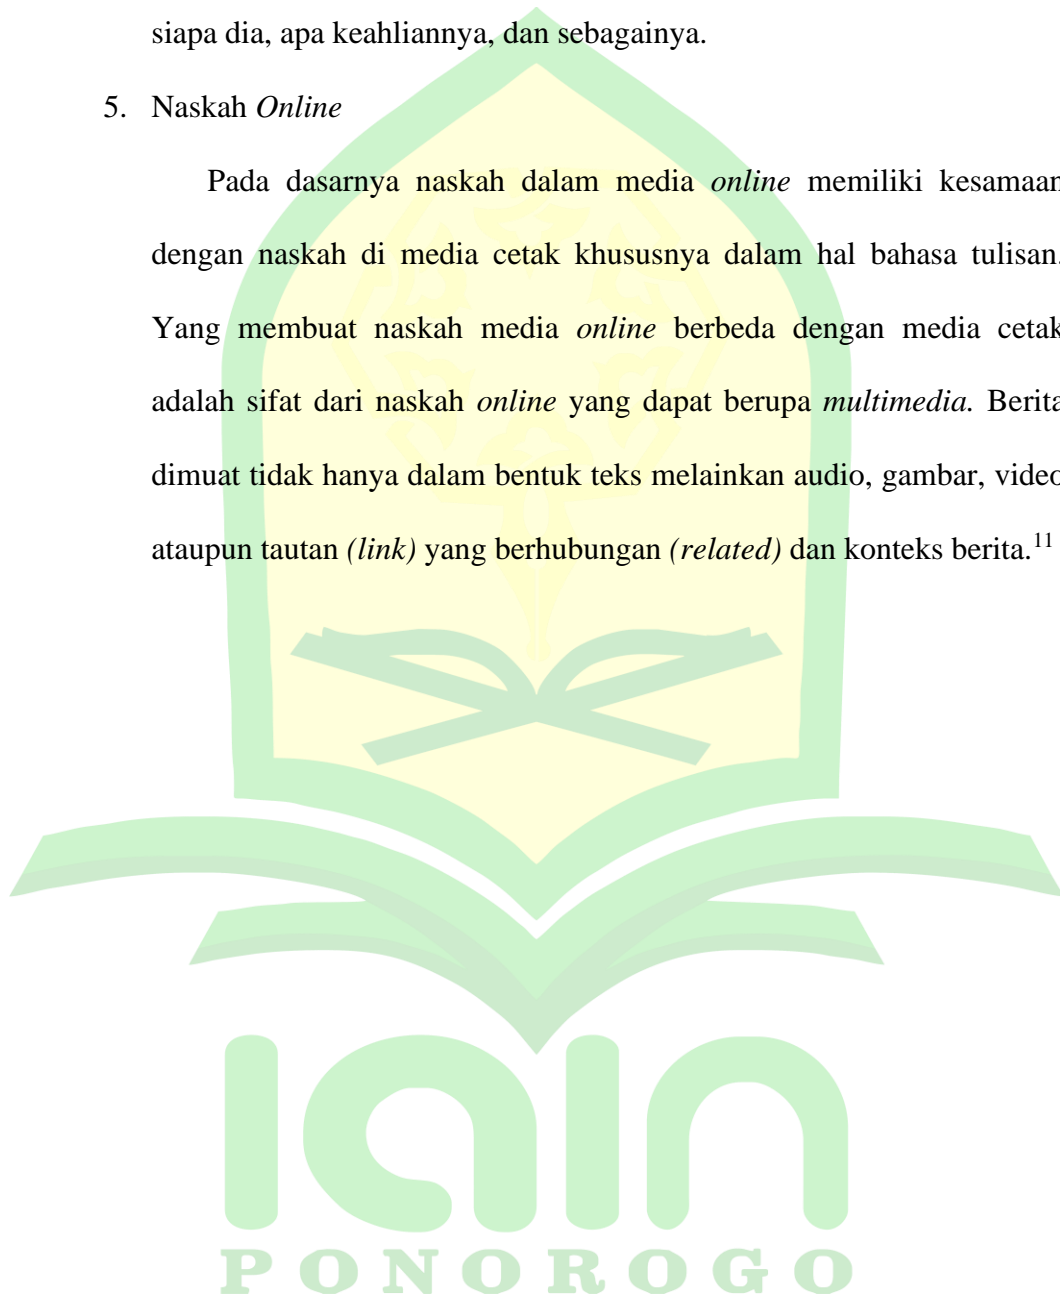 siapa dia, apa keahliannya, dan sebagainya.
5. Naskah Online
Pada dasarnya naskah dalam media online memiliki kesamaan
dengan naskah di media cetak khususnya dalam hal bahasa tulisan.
Yang membuat naskah media online berbeda dengan media cetak
adalah sifat dari naskah online yang dapat berupa multimedia. Berita
dimuat tidak hanya dalam bentuk teks melainkan audio, gambar, video
ataupun tautan (link) yang berhubungan (related) dan konteks berita.11
iain
PONOROGO